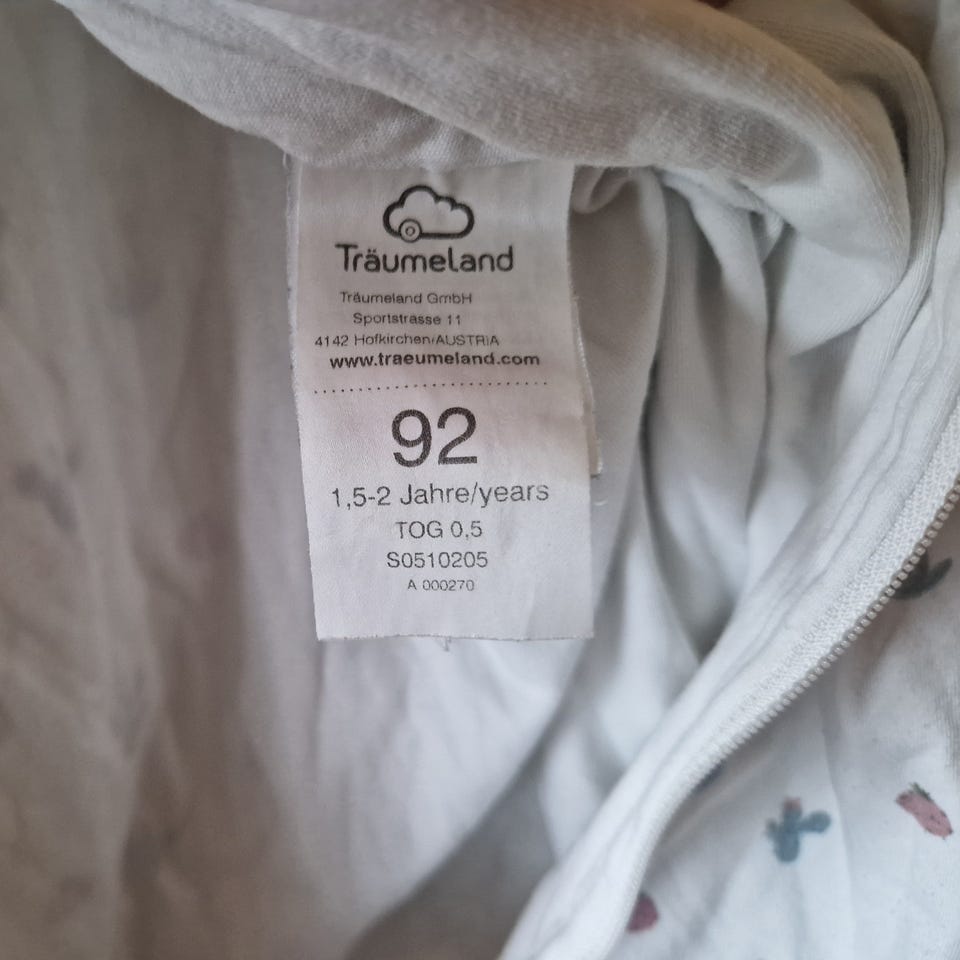 Träumeland
Träumeland GmbH
Sportstrasse 11
4142 Hofkirchen/AUSTRIA
www.traeumeland.com
92
1,5-2 Jahre/years
TOG 0,5
S0510205
A 000270